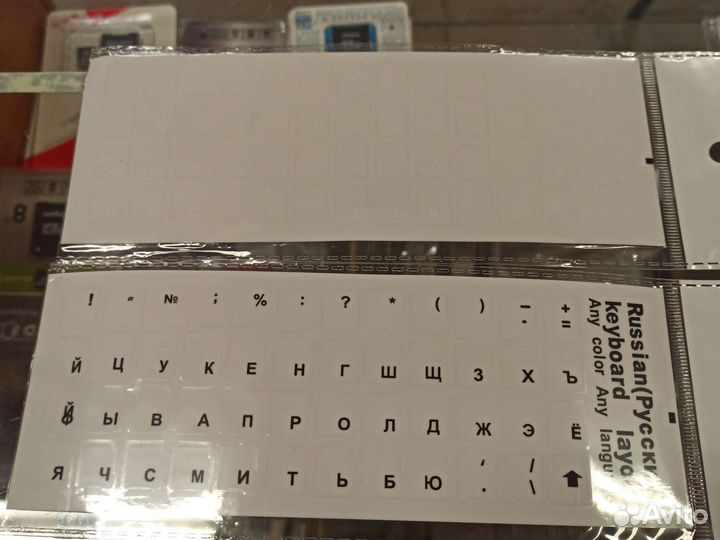 ! " № ; % : ? * ( ) - - + =
Й Ц У К Е Н Г Ш Щ З Х Ъ
Ы В А П Р О Л Д Ж Э Ё
Я Ч С М И Т Ь Б Ю . ' / \
Russian(Русски
keyboard layo
Any color Any langu
Avito